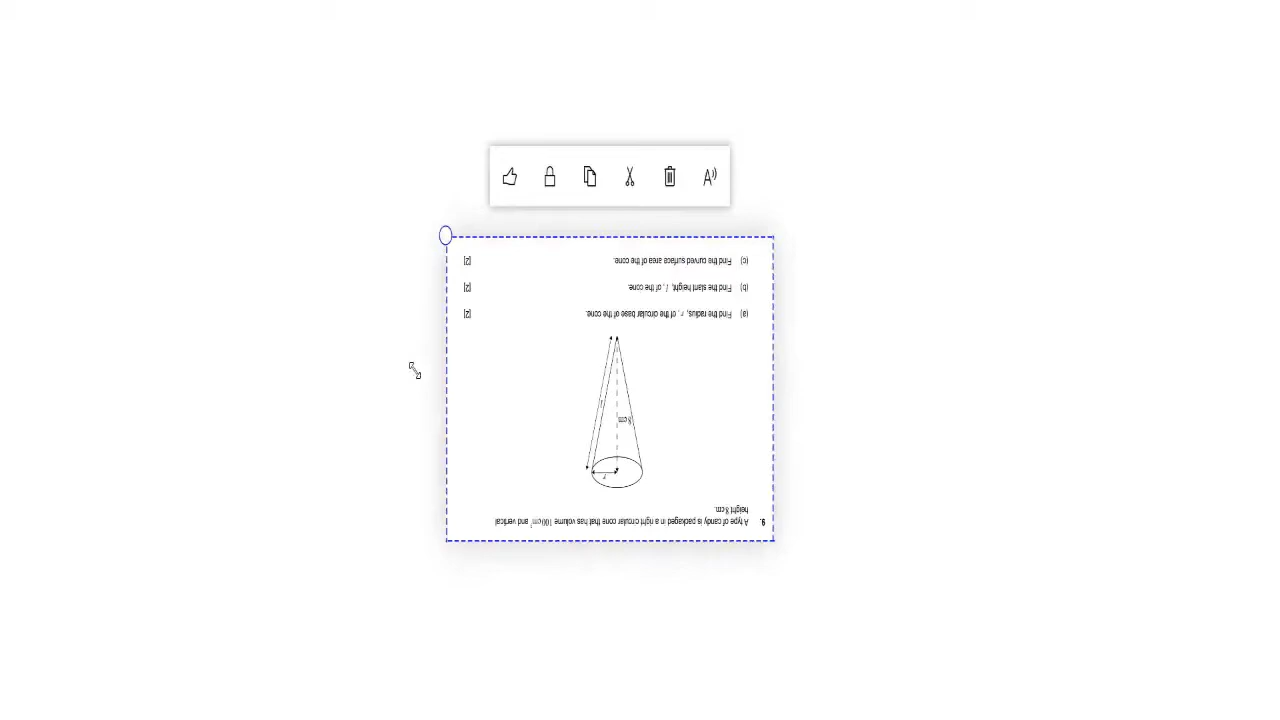 9. A type of candy is packaged in a right circular cone that has volume 100 cm³ and vertical
height 8 cm.
r
8 cm
l
(a) Find the radius, r, of the circular base of the cone. [2]
(b) Find the slant height, l, of the cone. [2]
(c) Find the curved surface area of the cone. [2]